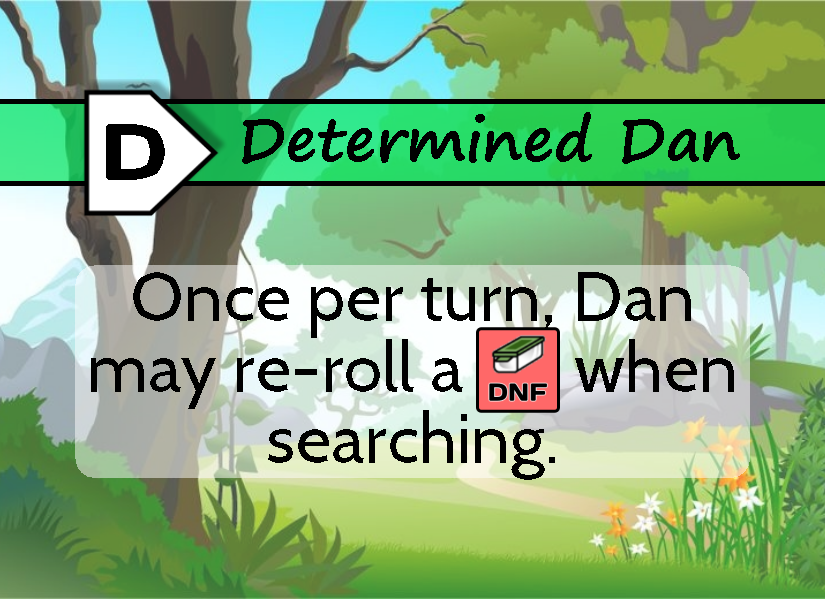 D Determined Dan
Once per turn, Dan
may re-roll a DNF when
searching.